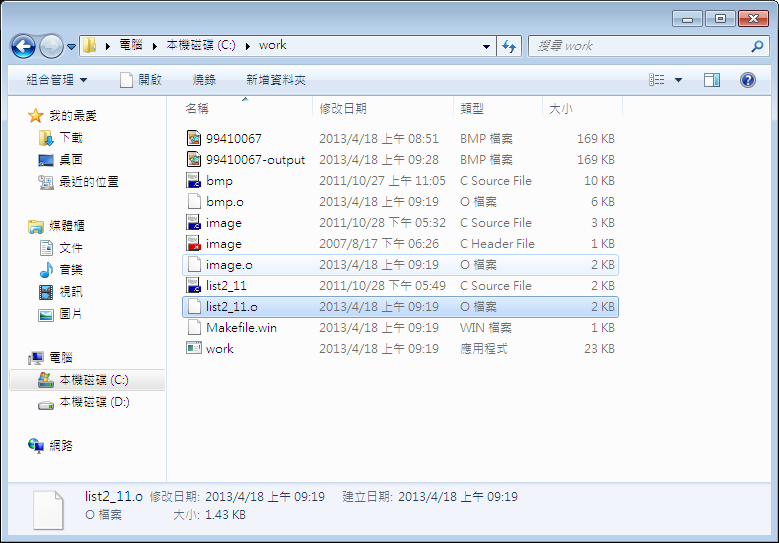 電腦 本機磁碟 (C:) work 搜尋 work
組合管理 開啟 燒錄 新增資料夾
名稱 修改日期 類型 大小
我的最愛
下載
桌面
最近的位置
媒體櫃
文件
音樂
視訊
圖片
電腦
本機磁碟 (C:)
本機磁碟 (D:)
網路
99410067 2013/4/18 上午 08:51 BMP 檔案 169 KB
99410067-output 2013/4/18 上午 09:28 BMP 檔案 169 KB
bmp 2011/10/27 上午 11:05 C Source File 10 KB
bmp.o 2013/4/18 上午 09:19 O 檔案 6 KB
image 2011/10/28 下午 05:32 C Source File 3 KB
image 2007/8/17 下午 06:26 C Header File 1 KB
image.o 2013/4/18 上午 09:19 O 檔案 2 KB
list2_11 2011/10/28 下午 05:49 C Source File 2 KB
list2_11.o 2013/4/18 上午 09:19 O 檔案 2 KB
Makefile.win 2013/4/18 上午 09:19 WIN 檔案 1 KB
work 2013/4/18 上午 09:19 應用程式 23 KB
list2_11.o 修改日期: 2013/4/18 上午 09:19 建立日期: 2013/4/18 上午 09:19
O 檔案 大小: 1.43 KB